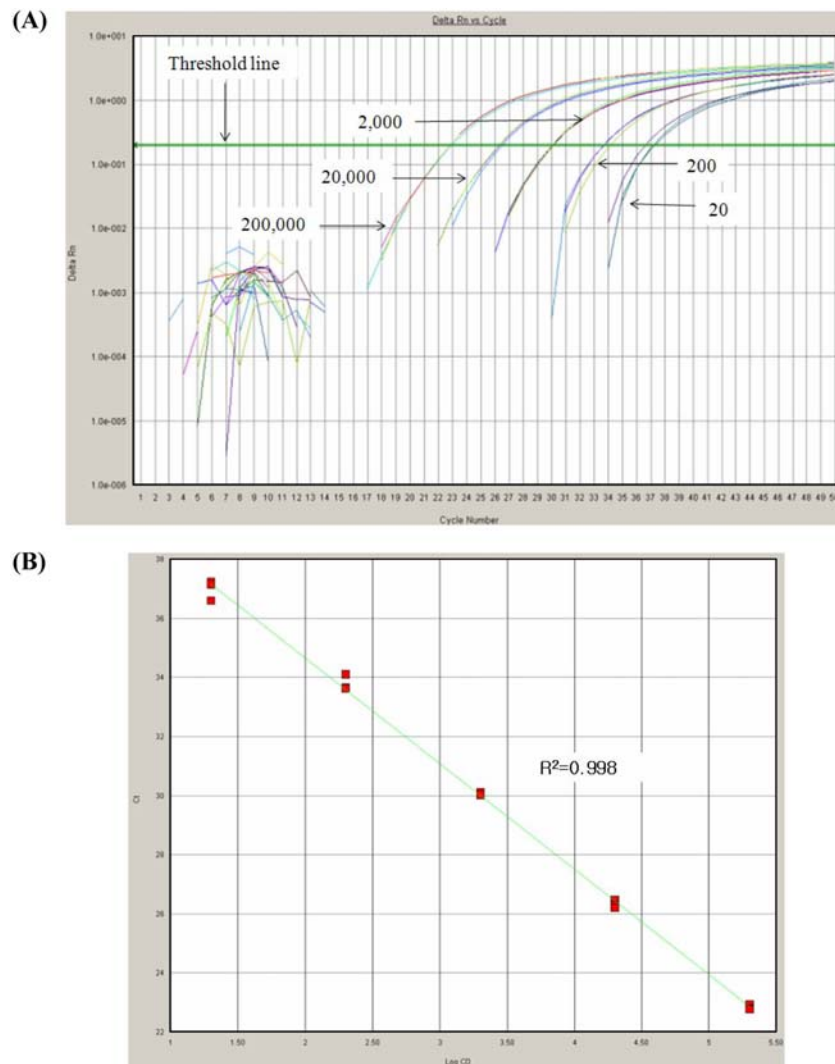 (A)
Delta Rn vs Cycle
1.0e+001
Threshold line
1.0e+000
2,000
1.0e-001
20,000
200
20
200,000
1.0e-002
Delta Rn
1.0e-003
1.0e-004
1.0e-005
1.0e-006
1 2 3 4 5 6 7 8 9 10 11 12 13 14 15 16 17 18 19 20 21 22 23 24 25 26 27 28 29 30 31 32 33 34 35 36 37 38 39 40 41 42 43 44 45 46 47 48 49
Cycle Number
(B)
38
36
34
32
R²=0.998
Ct
30
28
26
24
22
1 1.50 2 2.50 3 3.50 4 4.50 5 5.50
Log CO